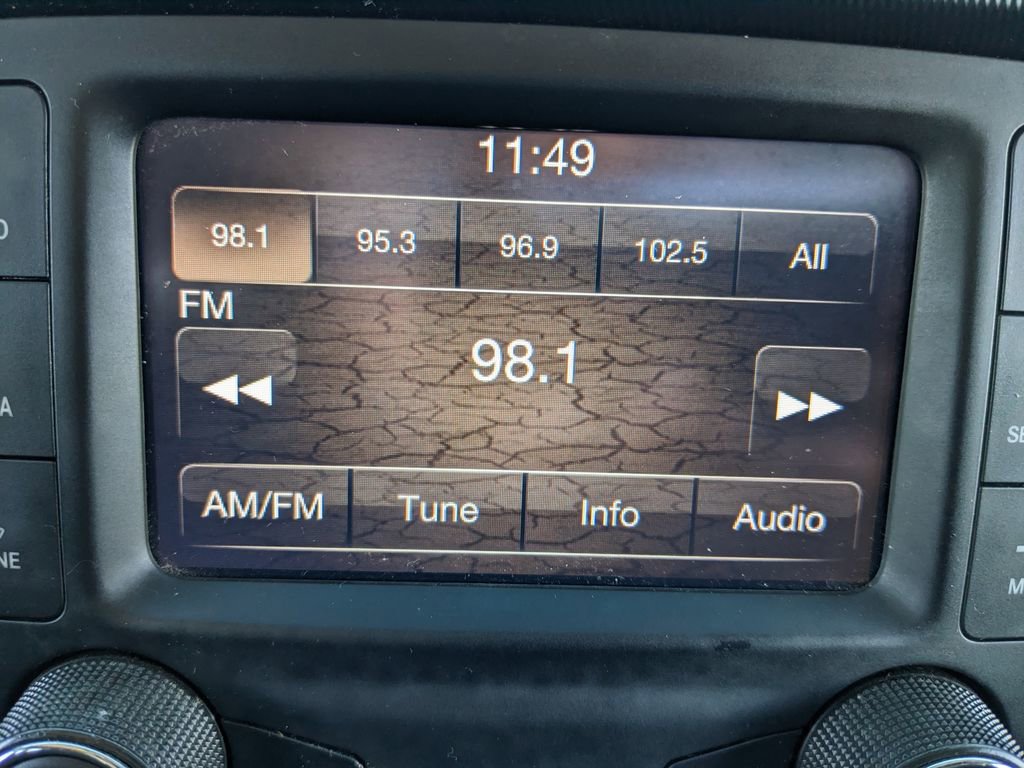 11:49
98.1 95.3 96.9 102.5 All
FM
98.1
AM/FM Tune Info Audio